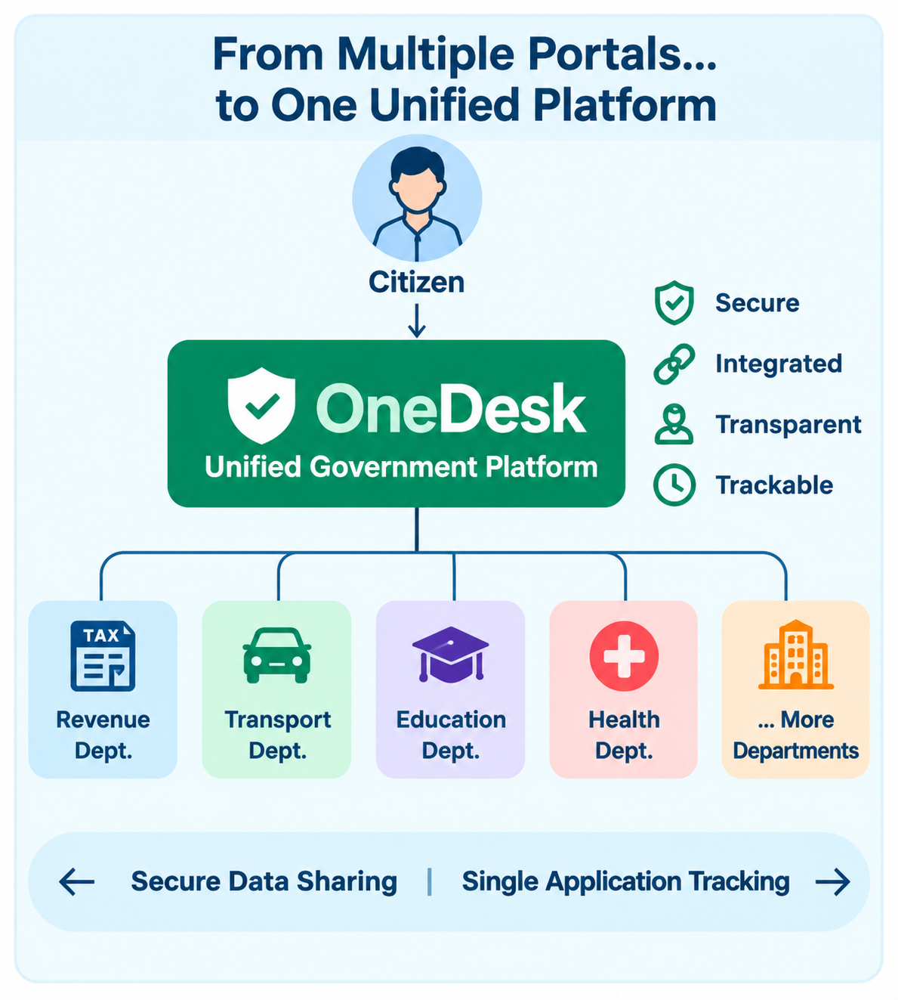 From Multiple Portals...
to One Unified Platform
Citizen
Secure
Integrated
Transparent
Trackable
OneDesk
Unified Government Platform
TAX
Revenue
Dept.
Transport
Dept.
Education
Dept.
Health
Dept.
... More
Departments
Secure Data Sharing | Single Application Tracking